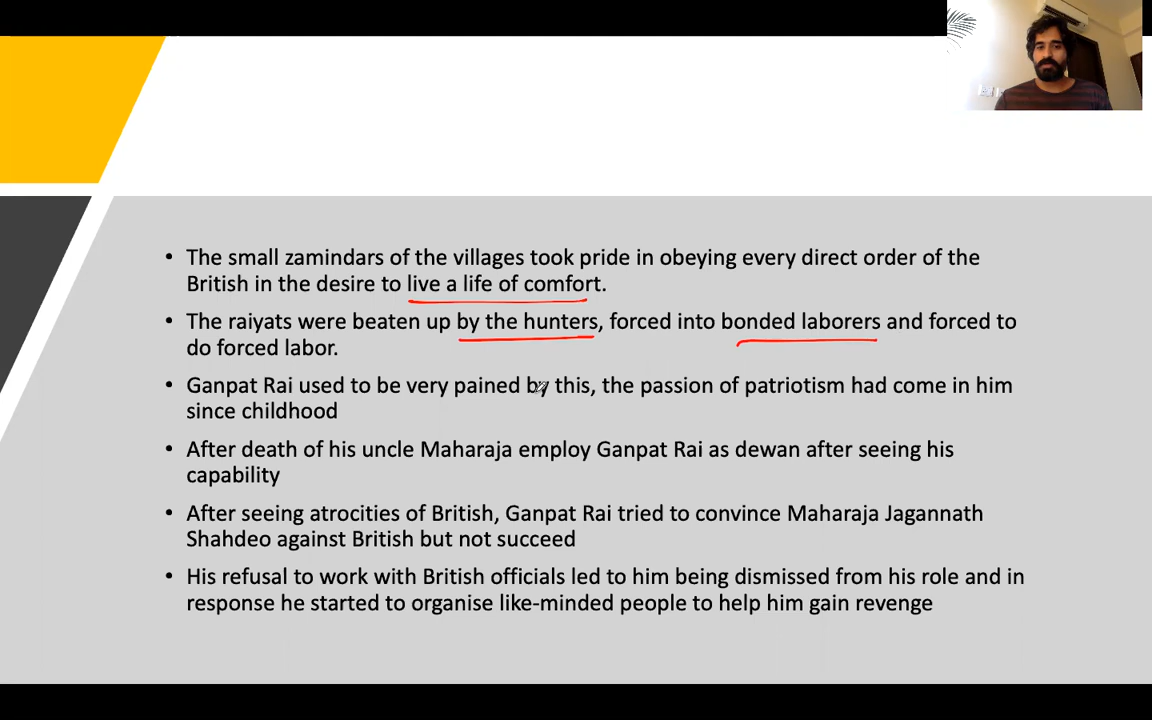 • The small zamindars of the villages took pride in obeying every direct order of the
British in the desire to live a life of comfort.
• The raiyats were beaten up by the hunters, forced into bonded laborers and forced to
do forced labor.
• Ganpat Rai used to be very pained by this, the passion of patriotism had come in him
since childhood
• After death of his uncle Maharaja employ Ganpat Rai as dewan after seeing his
capability
• After seeing atrocities of British, Ganpat Rai tried to convince Maharaja Jagannath
Shahdeo against British but not succeed
• His refusal to work with British officials led to him being dismissed from his role and in
response he started to organise like-minded people to help him gain revenge